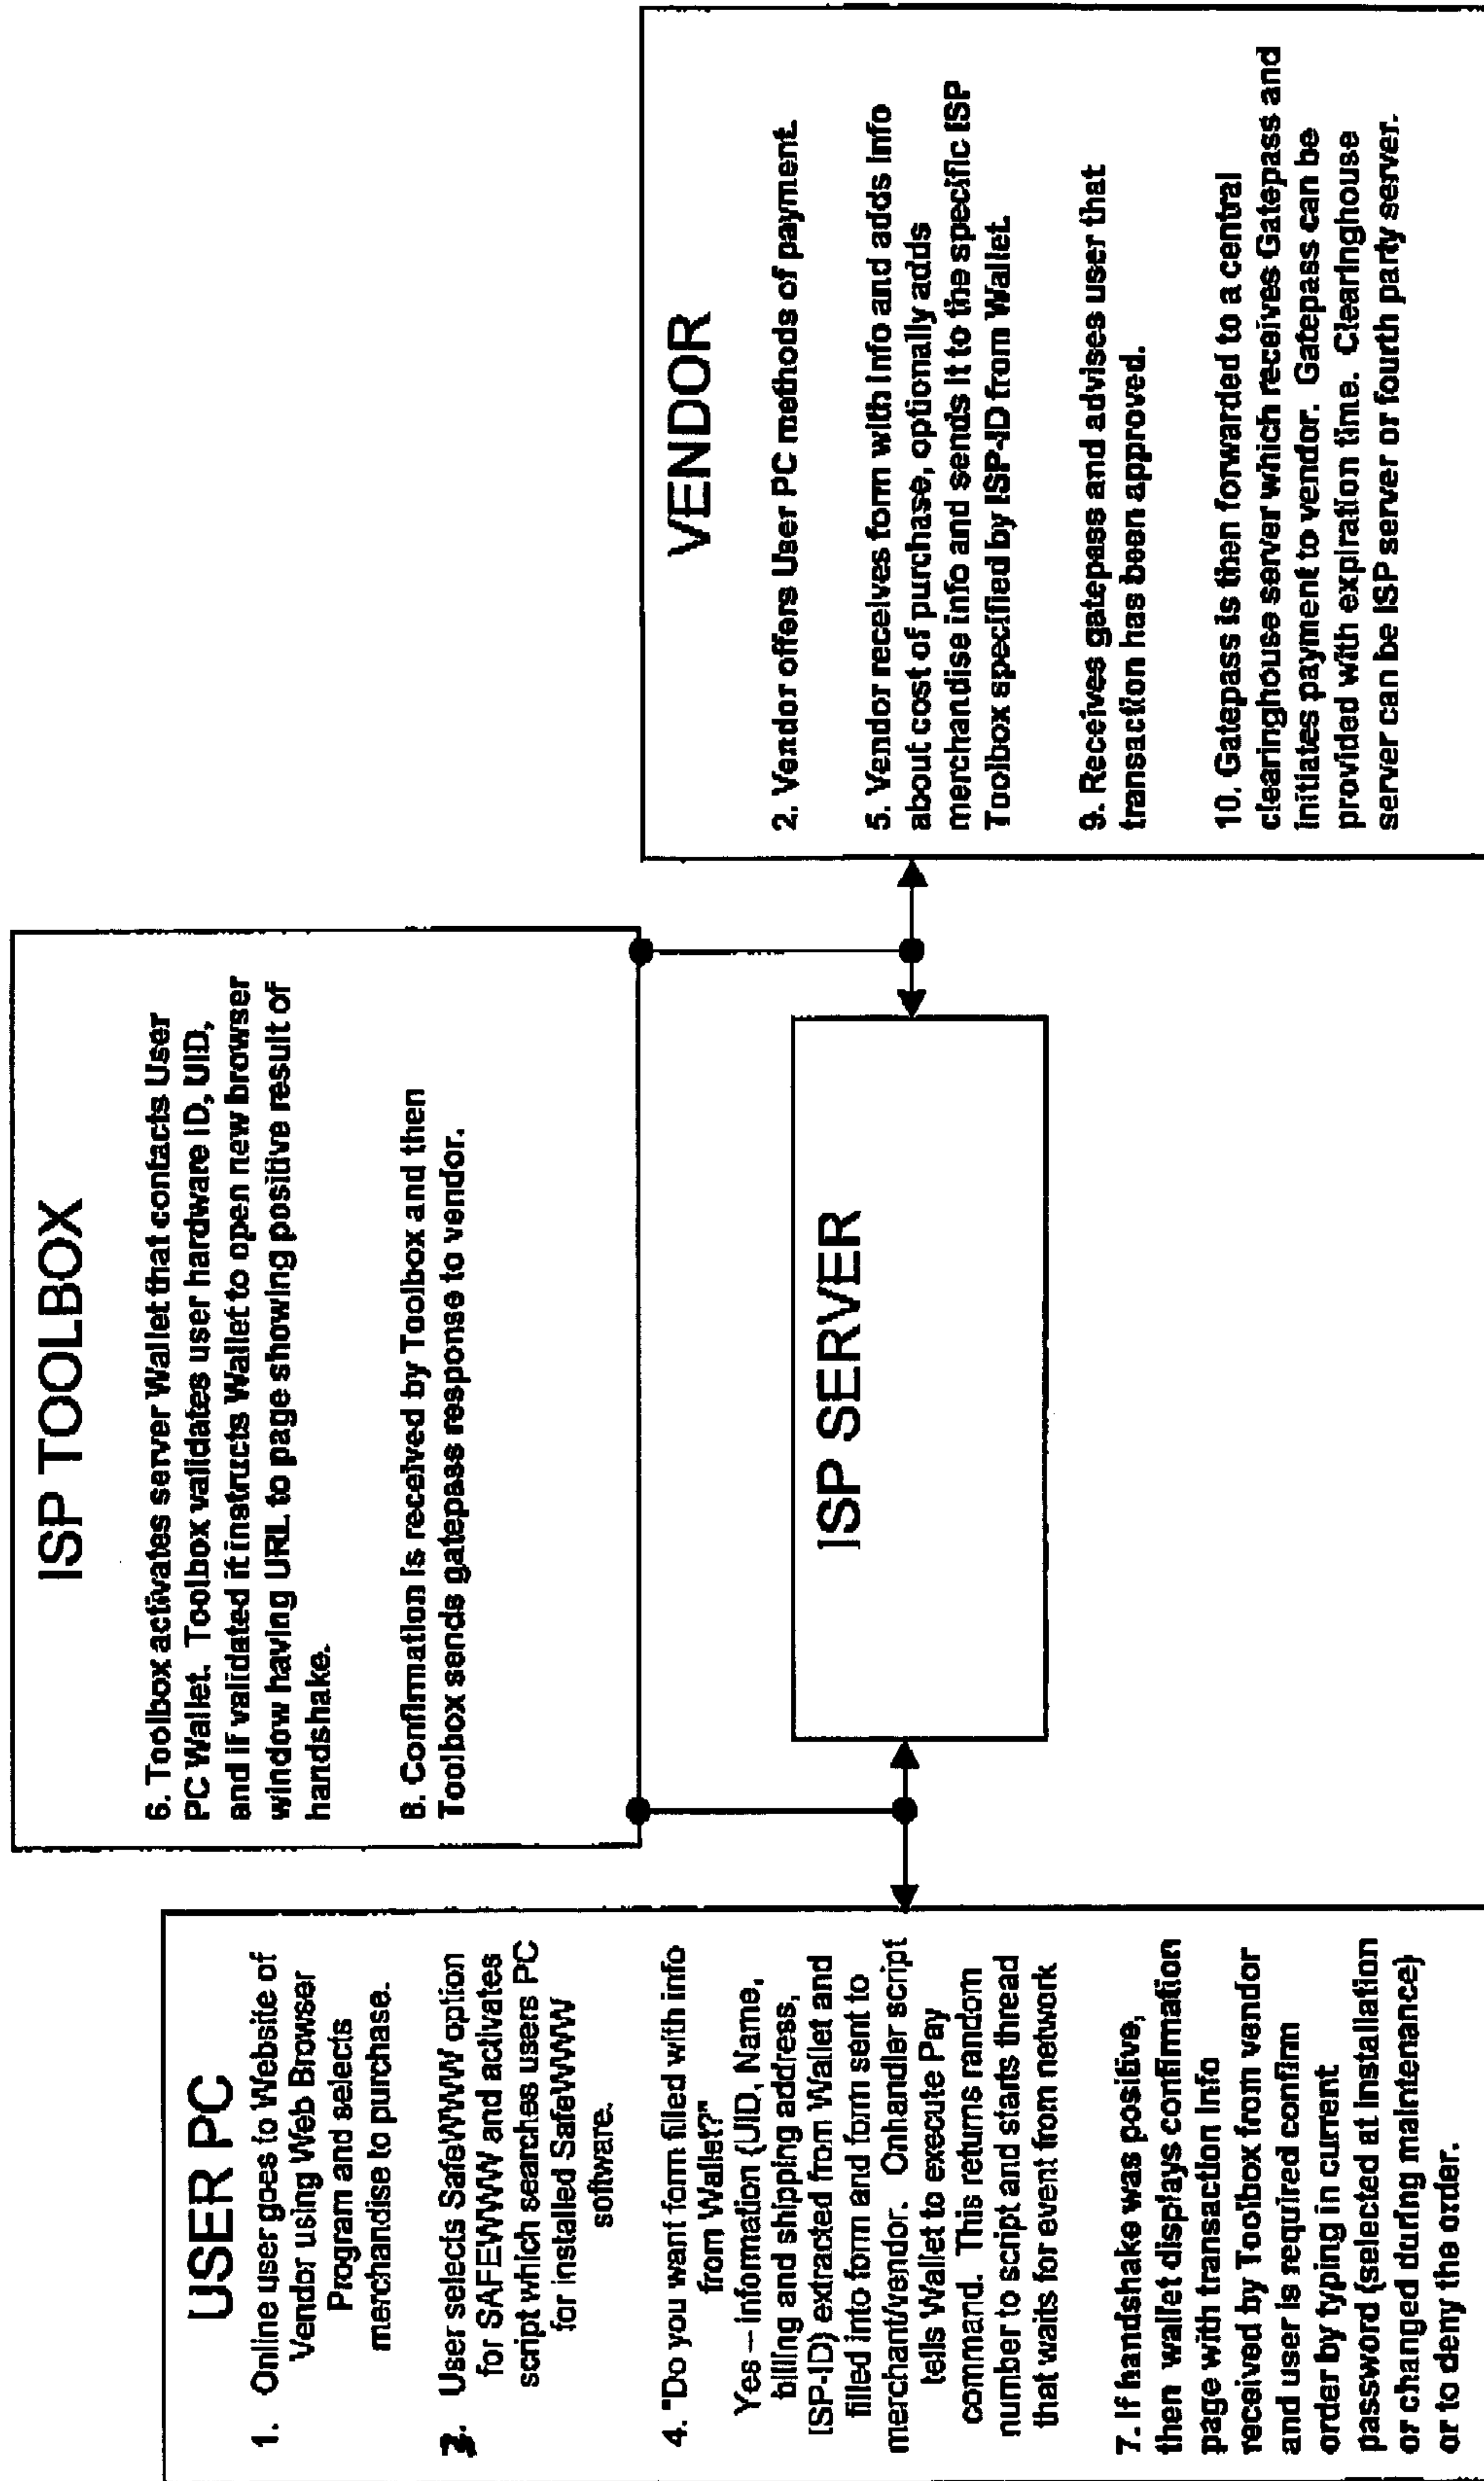 USER PC
1. Online user goes to Website of
Vendor using Web Browser
Program and selects
merchandise to purchase.
3. User selects SafeWWW option
for SAFEWWW and activates
script which searches users PC
for installed SafeWWW
software.
4. "Do you want form filled with info
from Wallet?"
Yes – information (UID, Name,
billing and shipping address,
ISP-ID) extracted from Wallet and
filled into form and form sent to
merchant/vendor. Onhandler script
tells Wallet to execute Pay
command. This returns random
number to script and starts thread
that waits for event from network
7. If handshake was positive,
then wallet displays confirmation
page with transaction info
received by Toolbox from vendor
and user is required confirm
order by typing in current
password (selected at installation
or changed during maintenance)
or to deny the order.
ISP TOOLBOX
6. Toolbox activates server Wallet that contacts User
PC Wallet. Toolbox validates user hardware ID, UID,
and if validated it instructs Wallet to open new browser
window having URL to page showing positive result of
handshake.
8. Confirmation is received by Toolbox and then
Toolbox sends gatepass response to vendor.
ISP SERVER
VENDOR
2. Vendor offers User PC methods of payment.
5. Vendor receives form with info and adds info
about cost of purchase, optionally adds
merchandise info and sends it to the specific ISP
Toolbox specified by ISP-ID from Wallet.
9. Receives gatepass and advises user that
transaction has been approved.
10. Gatepass is then forwarded to a central
clearinghouse server which receives Gatepass and
initiates payment to vendor. Gatepass can be
provided with expiration time. Clearinghouse
server can be ISP server or fourth party server.